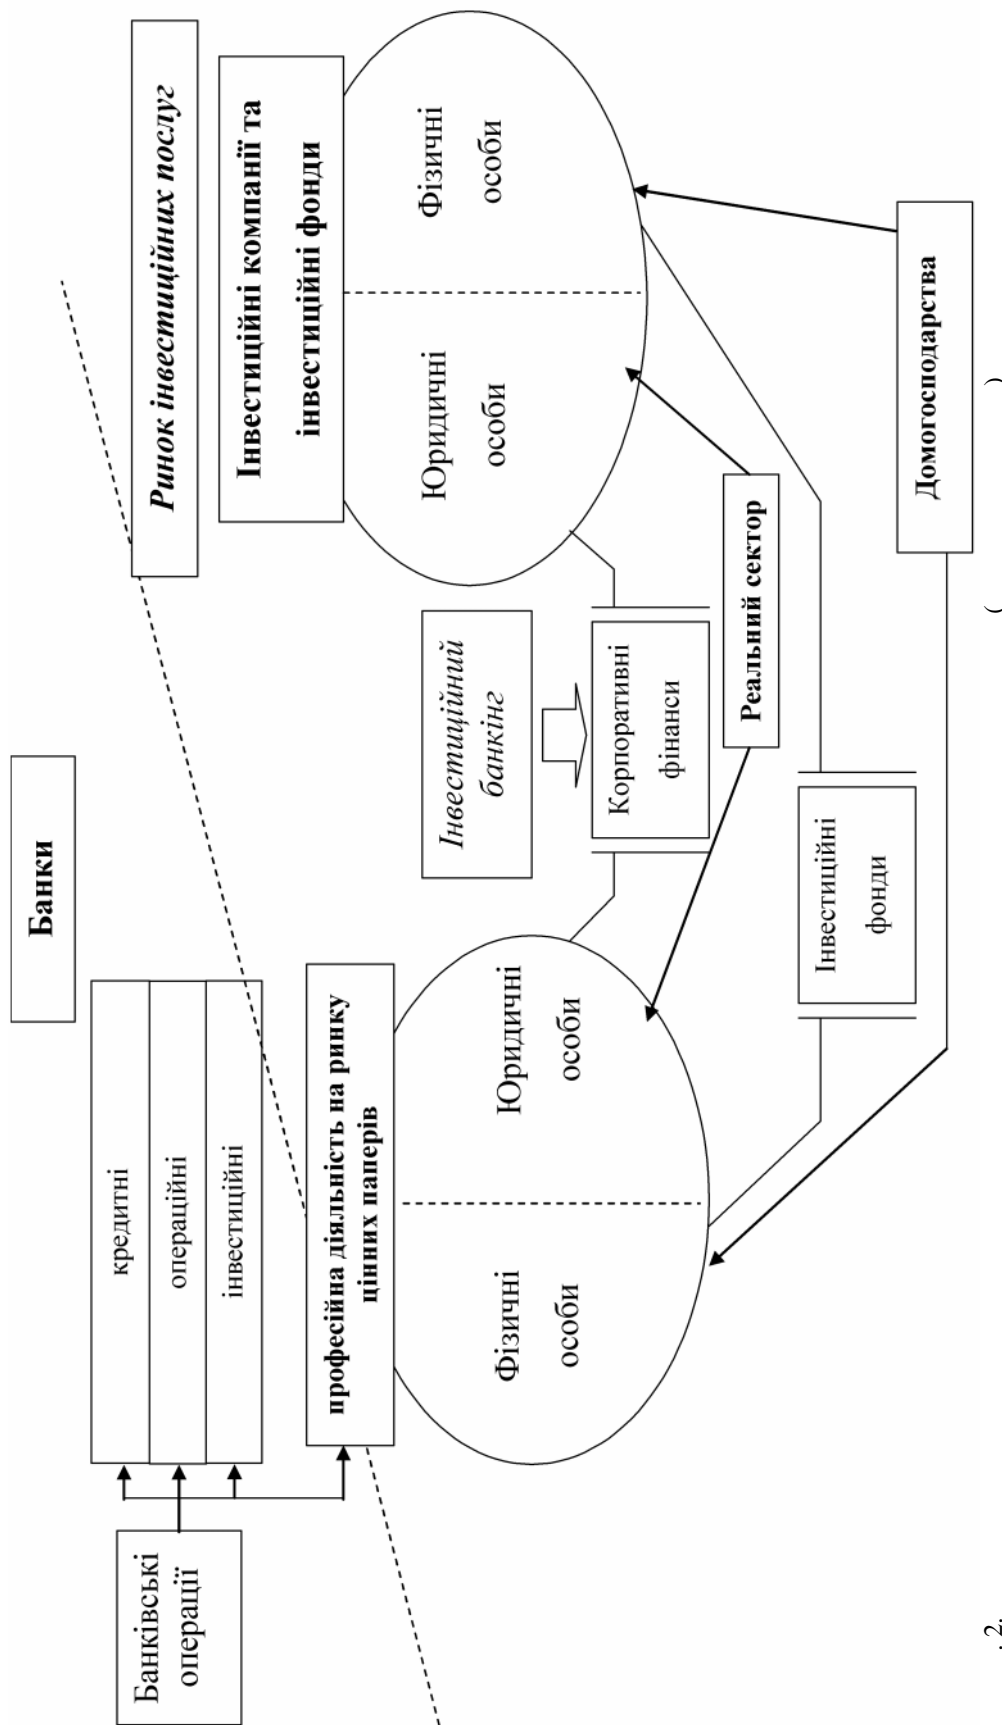 Банки
Ринок інвестиційних послуг
Банківські
операції
кредитні
операційні
інвестиційні
професійна діяльність на ринку
цінних паперів
Інвестиційні компанії та
інвестиційні фонди
Фізичні
особи
Юридичні
особи
Інвестиційний
банкінг
Юридичні
особи
Фізичні
особи
Корпоративні
фінанси
Реальний сектор
Інвестиційні
фонди
Домогосподарства
. 2. ( )